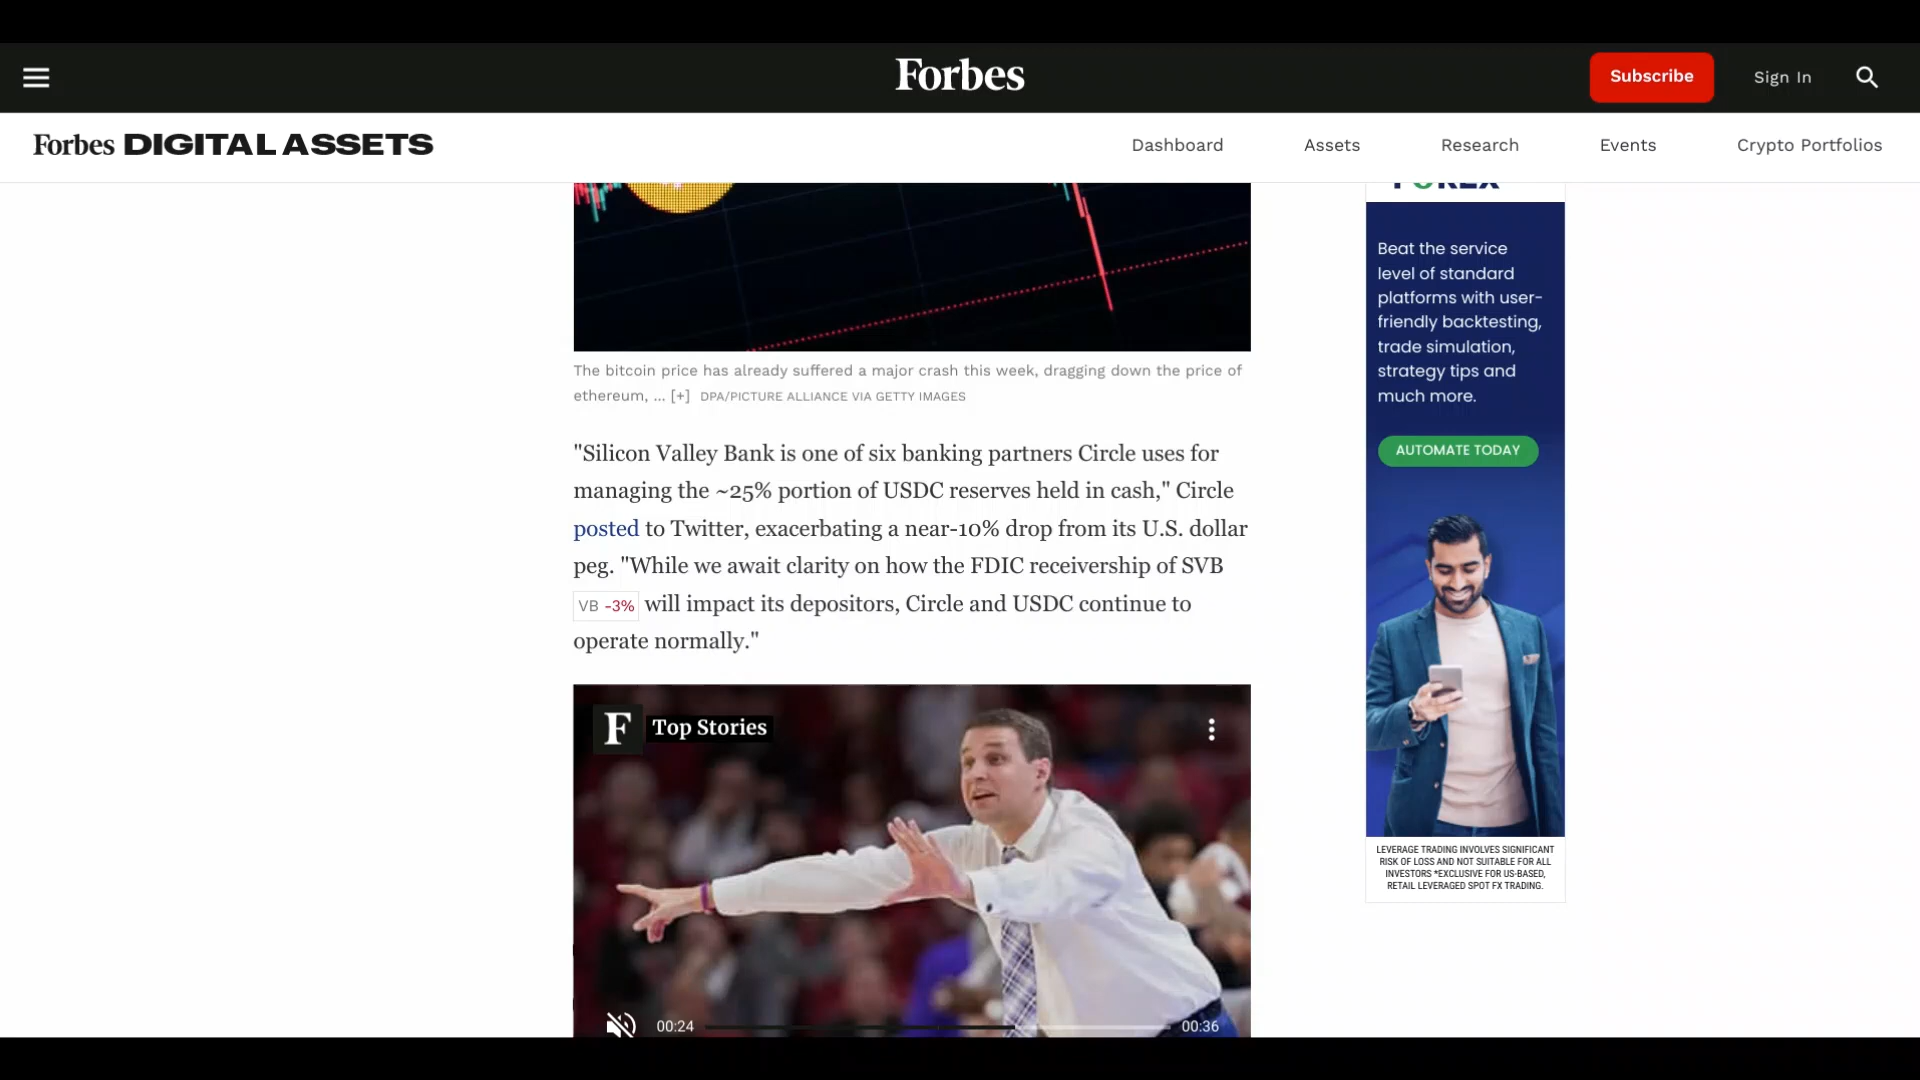 Forbes
Subscribe
Sign In
Forbes DIGITAL ASSETS
Dashboard
Assets
Research
Events
Crypto Portfolios
The bitcoin price has already suffered a major crash this week, dragging down the price of
ethereum, ... [+] DPA/PICTURE ALLIANCE VIA GETTY IMAGES
"Silicon Valley Bank is one of six banking partners Circle uses for
managing the ~25% portion of USDC reserves held in cash," Circle
posted to Twitter, exacerbating a near-10% drop from its U.S. dollar
peg. "While we await clarity on how the FDIC receivership of SVB
VB -3% will impact its depositors, Circle and USDC continue to
operate normally."
F Top Stories
00:24
00:36
Beat the service
level of standard
platforms with user-
friendly backtesting,
trade simulation,
strategy tips and
much more.
AUTOMATE TODAY
LEVERAGE TRADING INVOLVES SIGNIFICANT
RISK OF LOSS AND NOT SUITABLE FOR ALL
INVESTORS *EXCLUSIVE FOR US-BASED,
RETAIL LEVERAGED SPOT FX TRADING.